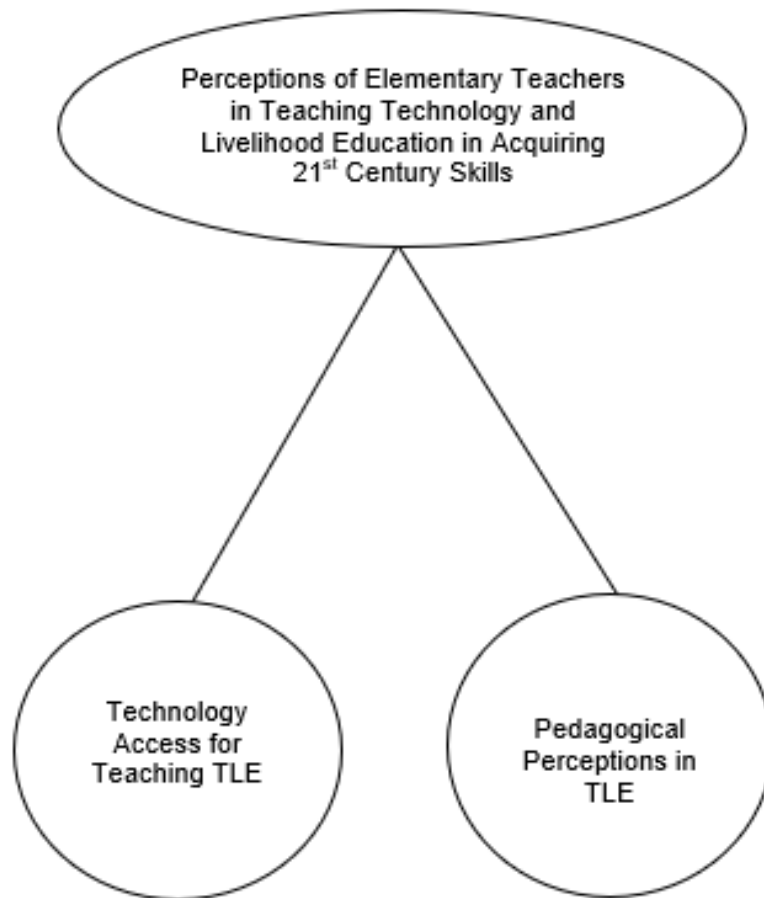 Perceptions of Elementary Teachers
in Teaching Technology and
Livelihood Education in Acquiring
21st Century Skills
Technology
Access for
Teaching TLE
Pedagogical
Perceptions in
TLE